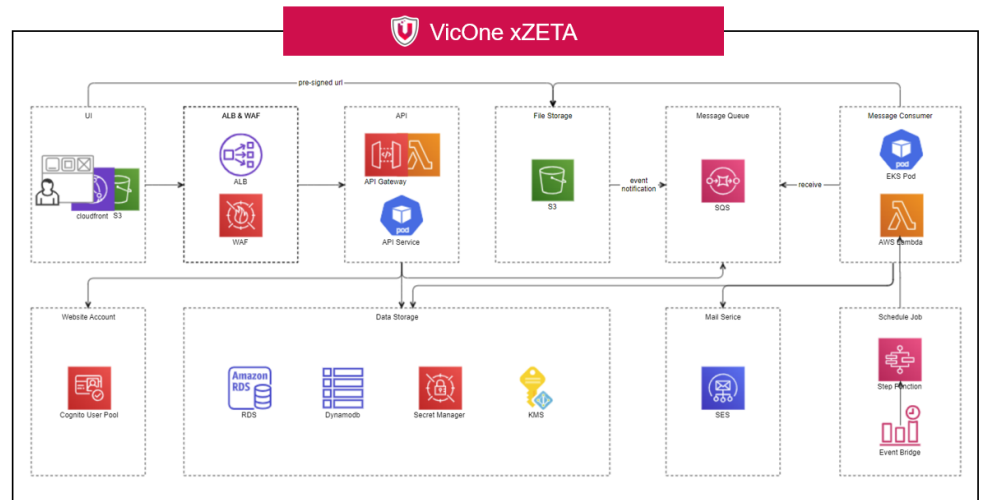 VicOne xZETA
pre-signed url
UI
ALB & WAF
API
File Storage
Message Queue
Message Consumer
cloudfront
S3
ALB
WAF
API Gateway
pod
API Service
S3
event
notification
SQS
receive
pod
EKS Pod
AWS Lambda
Website Account
Data Storage
Mail Serice
Schedule Job
Cognito User Pool
Amazon
RDS
RDS
Dynamodb
Secret Manager
KMS
SES
Step Function
Event Bridge